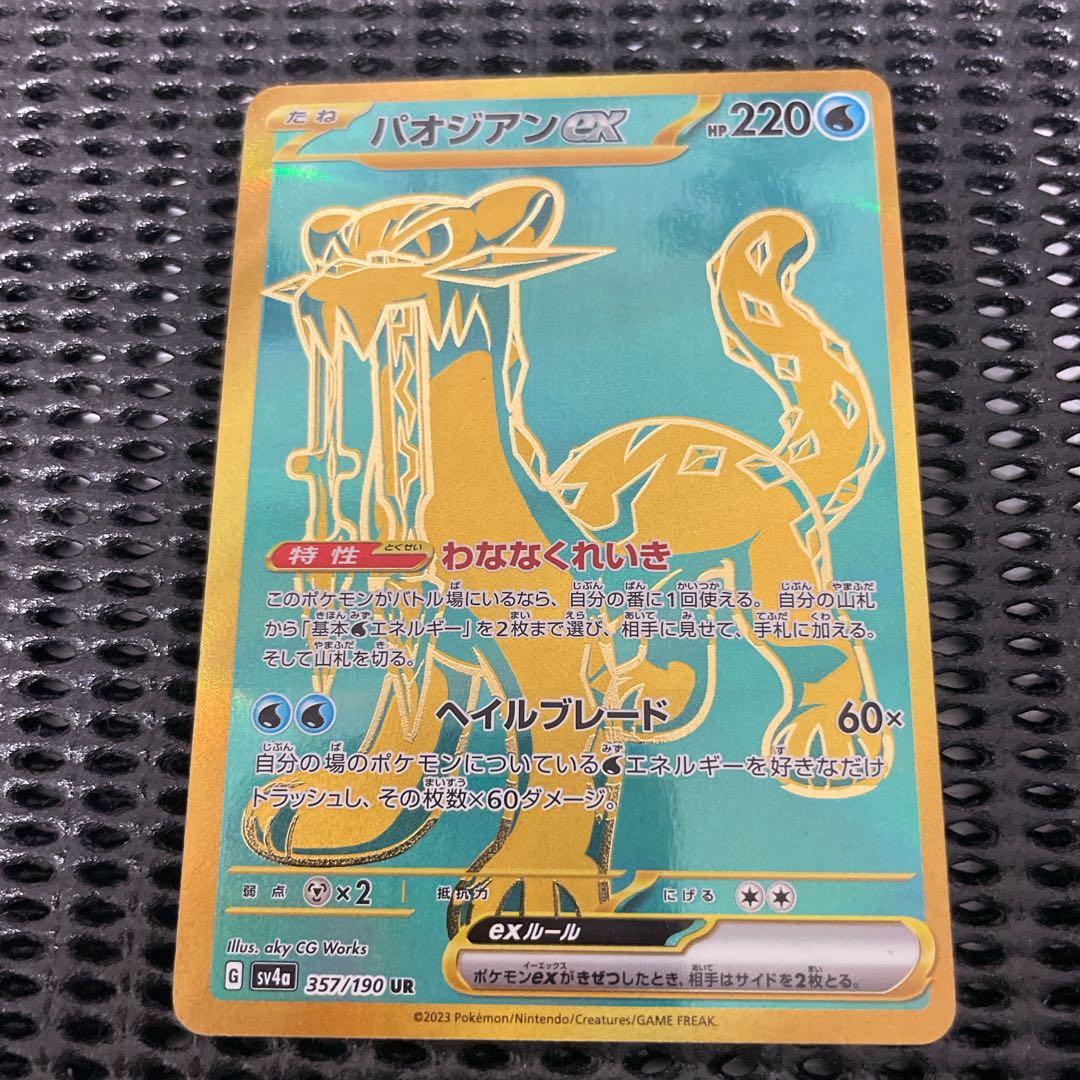 たね パオジアンex HP220
特性 とくせい わななくれいき
このポケモンがバトル場にいるなら、自分の番に1回使える。自分の山札
から「基本エネルギー」を2枚まで選び、相手に見せて、手札に加える。
そして山札を切る。
ヘイルブレード 60×
自分の場のポケモンについているエネルギーを好きなだけ
トラッシュし、その枚数×60ダメージ。
弱点 ×2 抵抗力 にげる
exルール
ポケモンexがきぜつしたとき、相手はサイドを2枚とる。
Illus. aky CG Works
G sv4a 357/190 UR
©2023 Pokémon/Nintendo/Creatures/GAME FREAK.